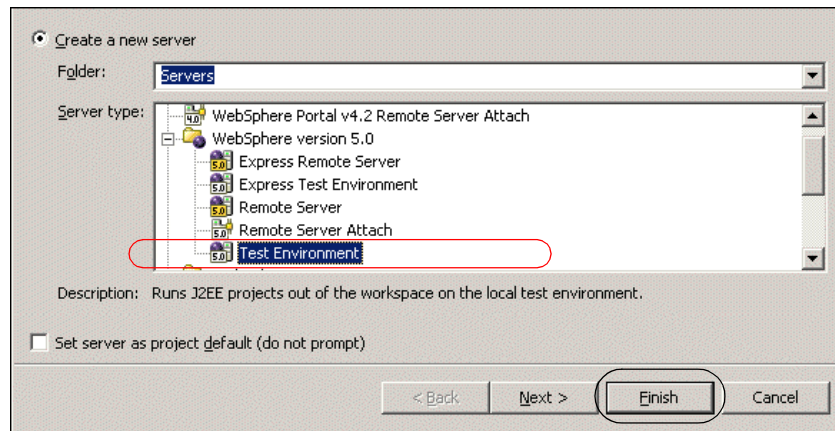 Create a new server
Folder: Servers
Server type: WebSphere Portal v4.2 Remote Server Attach
WebSphere version 5.0
Express Remote Server
Express Test Environment
Remote Server
Remote Server Attach
Test Environment
Description: Runs J2EE projects out of the workspace on the local test environment.
Set server as project default (do not prompt)
< Back Next > Finish Cancel